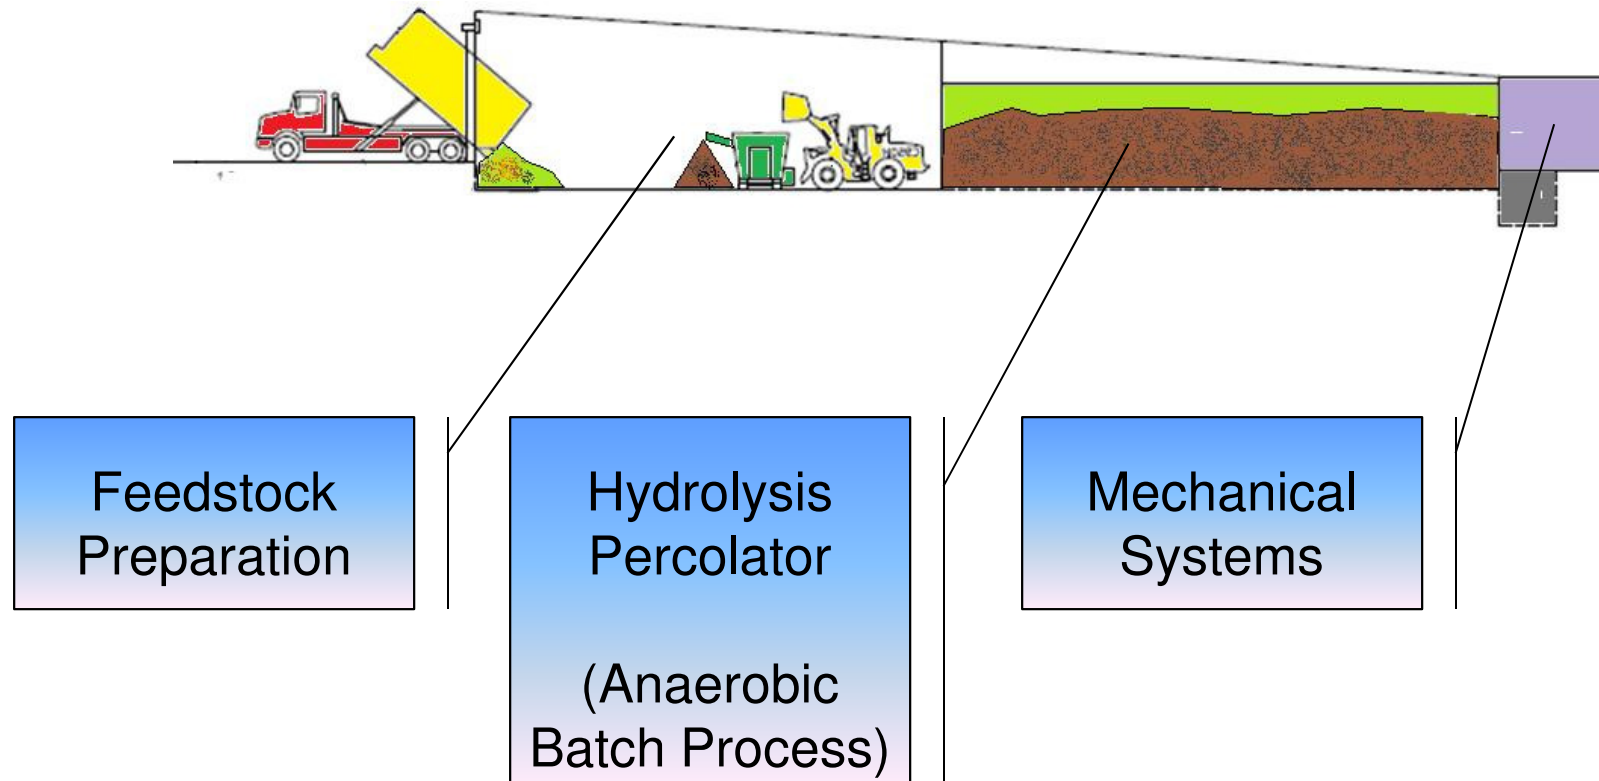 Feedstock
Preparation
Hydrolysis
Percolator
(Anaerobic
Batch Process)
Mechanical
Systems